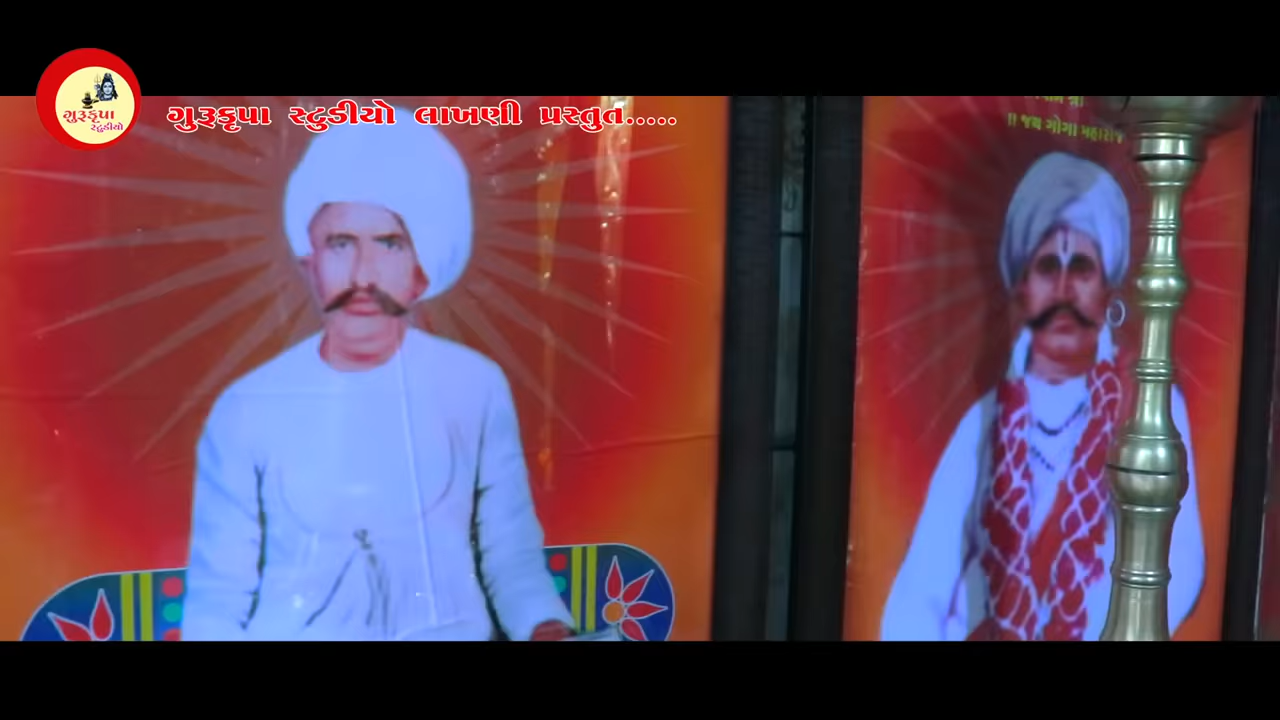 ગુરૂકૃપા
સ્ટુડીયો
ગુરૂકૃપા સ્ટુડીયો લાખણી પ્રસ્તુત.....
!! જય ગોગા મહારાજ